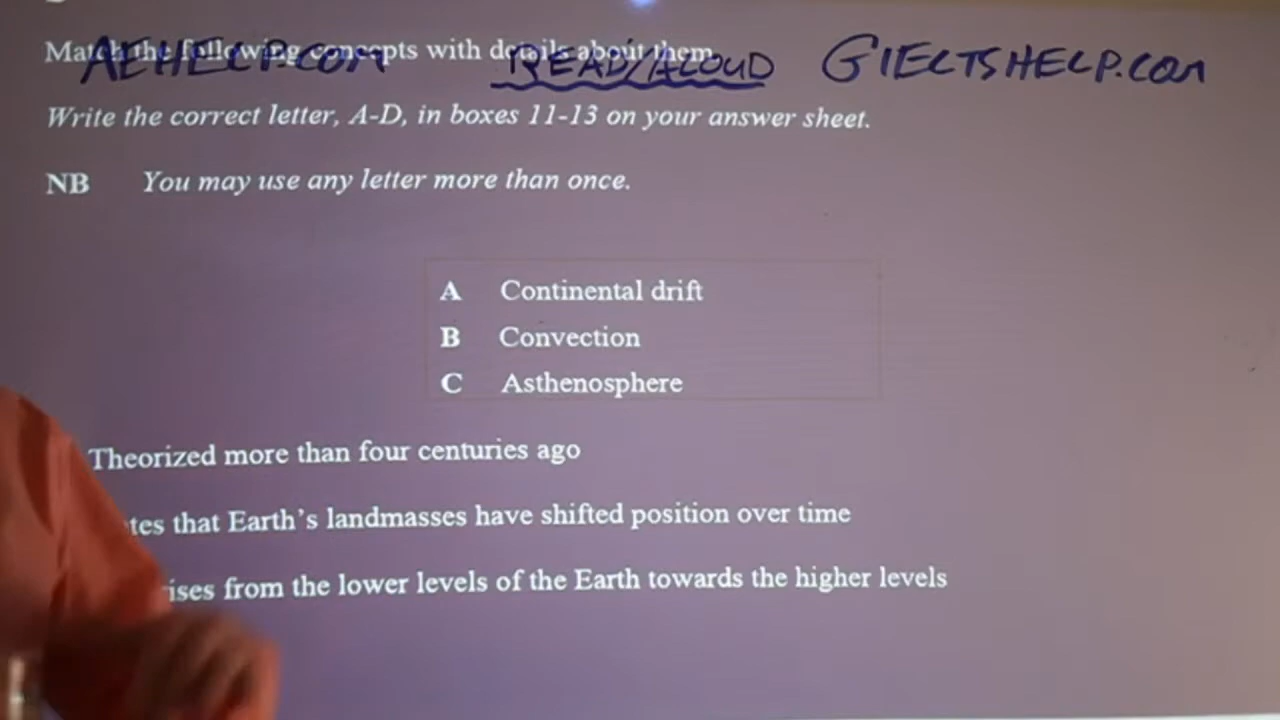 Match the following concepts with details about them.
AEHELP.COM READ/ALOUD GIELTSHELP.COM
Write the correct letter, A-D, in boxes 11-13 on your answer sheet.
NB You may use any letter more than once.
A Continental drift
B Convection
C Asthenosphere
Theorized more than four centuries ago
that Earth's landmasses have shifted position over time
from the lower levels of the Earth towards the higher levels